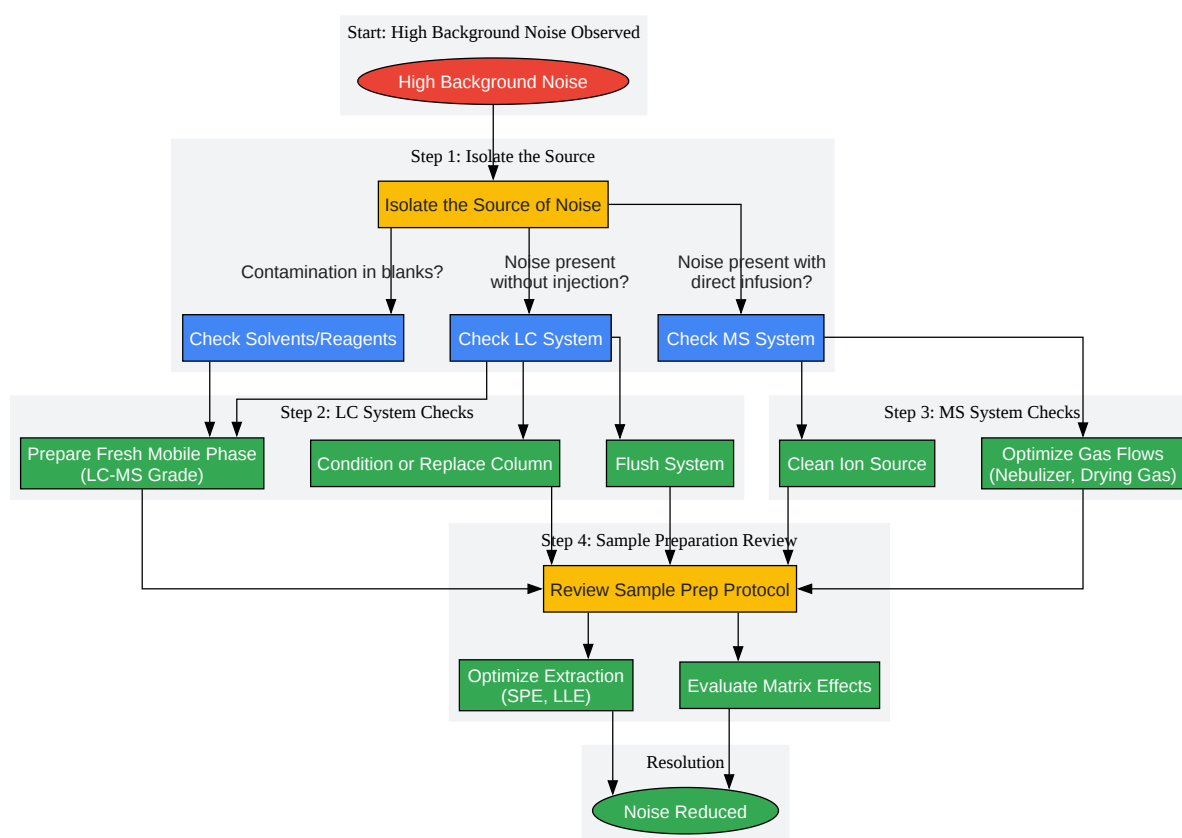 Start: High Background Noise Observed
High Background Noise
Step 1: Isolate the Source
Isolate the Source of Noise
Contamination in blanks?
Noise present
without injection?
Noise present with
direct infusion?
Check Solvents/Reagents
Check LC System
Check MS System
Step 2: LC System Checks
Step 3: MS System Checks
Prepare Fresh Mobile Phase
(LC-MS Grade)
Condition or Replace Column
Flush System
Clean Ion Source
Optimize Gas Flows
(Nebulizer, Drying Gas)
Step 4: Sample Preparation Review
Review Sample Prep Protocol
Optimize Extraction
(SPE, LLE)
Evaluate Matrix Effects
Resolution
Noise Reduced